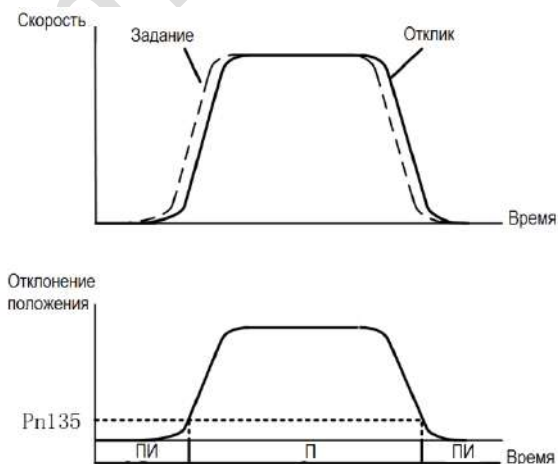 Скорость
Задание
Отклик
Время
Отклонение
положения
Pn135
ПИ
П
ПИ
Время